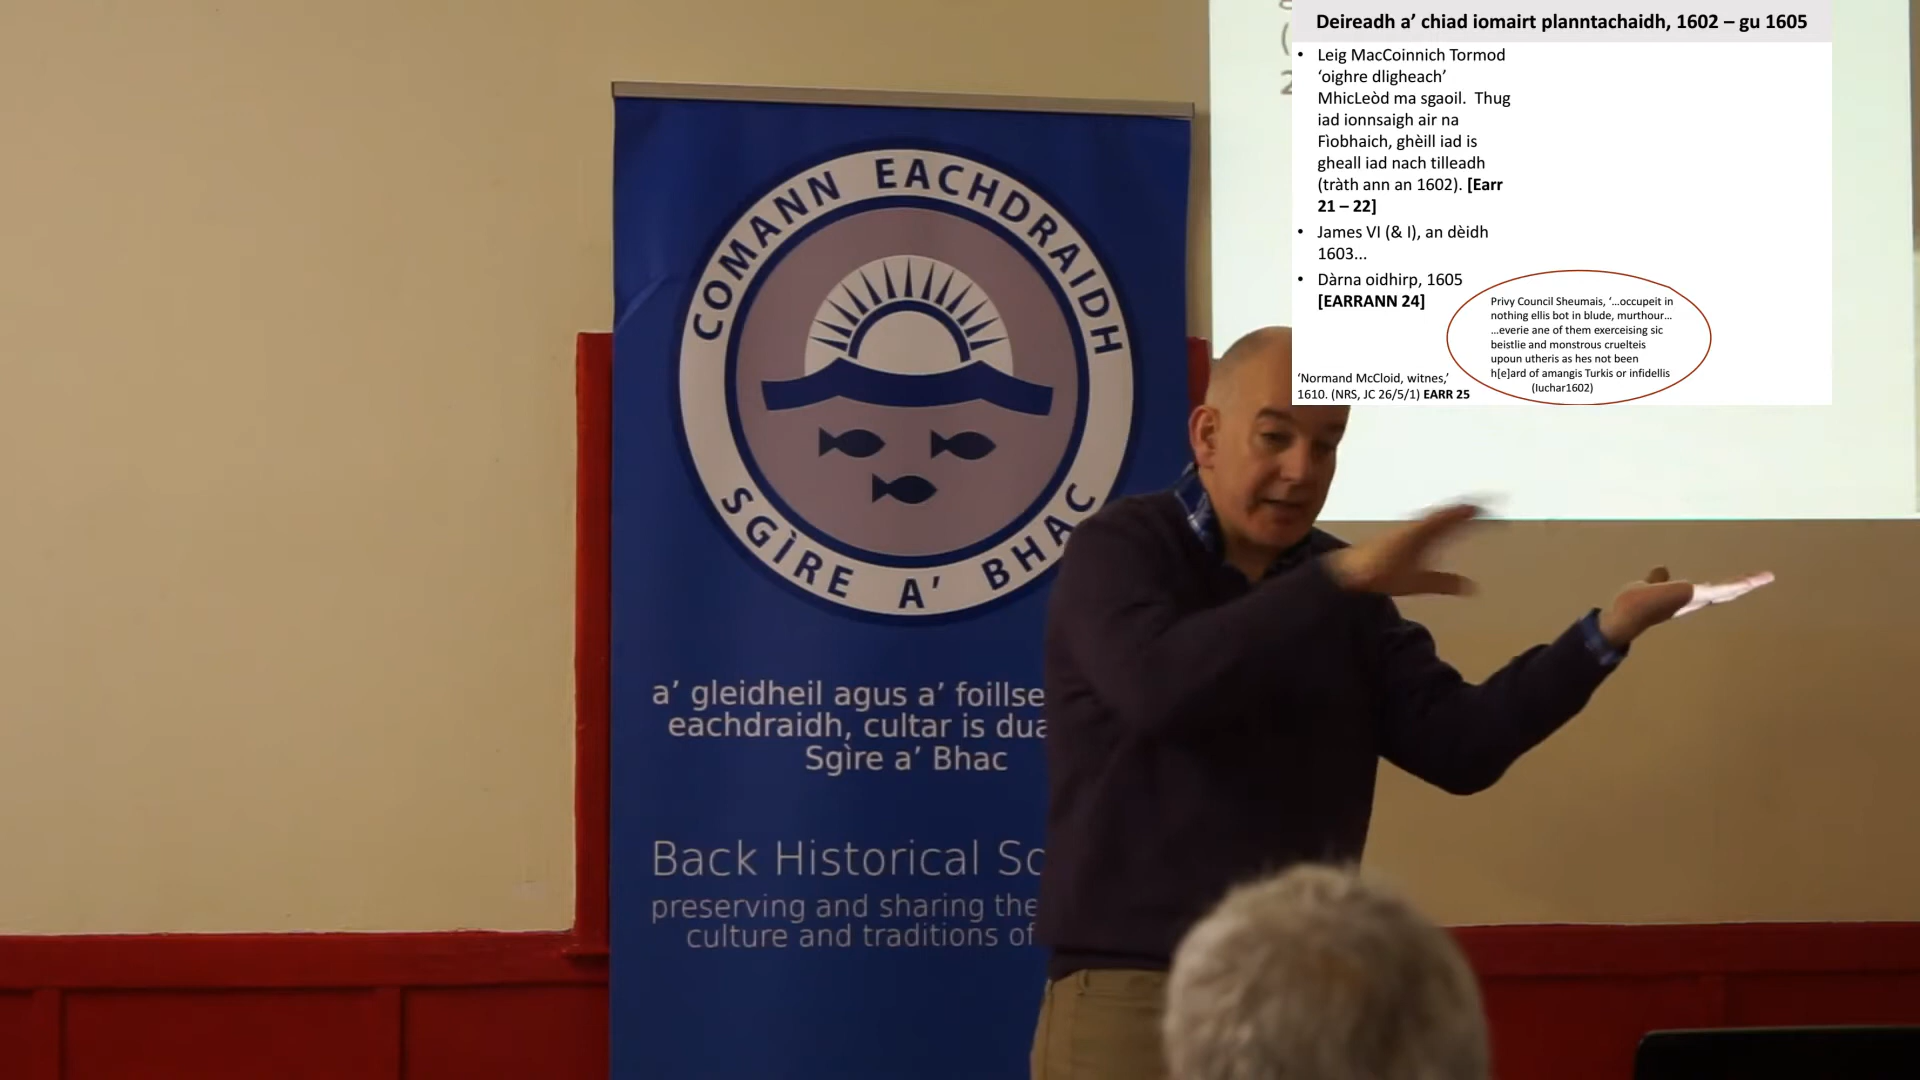 COMANN EACHDRAIDH
SGÌRE A' BHAC
a' gleidheil agus a' foillse
eachdraidh, cultar is dua
Sgìre a' Bhac
Back Historical So
preserving and sharing the
culture and traditions of
Deireadh a' chiad iomairt planntachaidh, 1602 – gu 1605
• Leig MacCoinnich Tormod
'oighre dligheach'
MhicLeòd ma sgaoil. Thug
iad ionnsaigh air na
Fìobhaich, ghèill iad is
gheall iad nach tilleadh
(tràth ann an 1602). [Earr
21 – 22]
• James VI (& I), an dèidh
1603...
• Dàrna oidhirp, 1605
[EARRANN 24]
Privy Council Sheumais, '...occupeit in
nothing ellis bot in blude, murthour...
...everie ane of them exerceising sic
beistlie and monstrous cruelteis
upoun utheris as hes not been
h[e]ard of amangis Turkis or infidellis
(Iuchar1602)
'Normand McCloid, witnes,'
1610. (NRS, JC 26/5/1) EARR 25